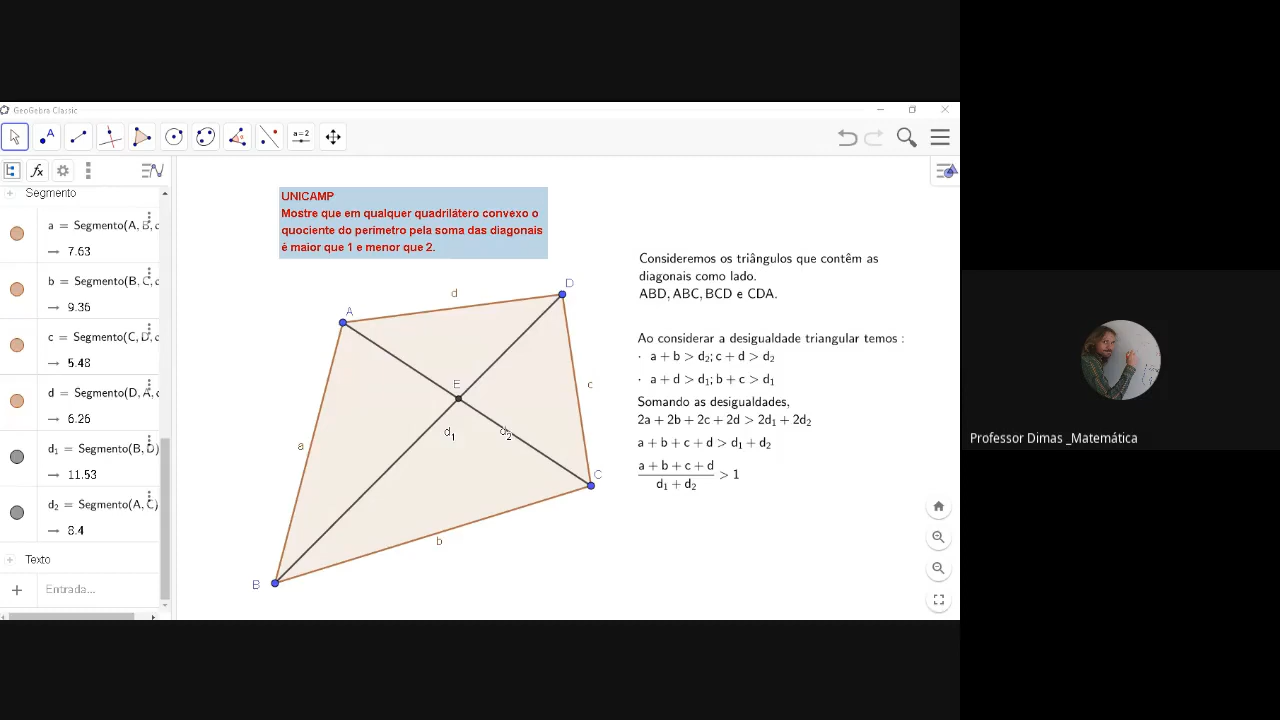 GeoGebra Classic
a=2
Segmento
a = Segmento(A, B, c
→ 7.63
b = Segmento(B, C, c
→ 9.36
c = Segmento(C, D, c
→ 5.48
d = Segmento(D, A, c
→ 6.26
d₁ = Segmento(B, D)
→ 11.53
d₂ = Segmento(A, C)
→ 8.4
Texto
Entrada...
UNICAMP
Mostre que em qualquer quadrilátero convexo o
quociente do perímetro pela soma das diagonais
é maior que 1 e menor que 2.
D
d
A
E
c
d₁
d₂
a
C
b
B
Consideremos os triângulos que contêm as
diagonais como lado.
ABD, ABC, BCD e CDA.
Ao considerar a desigualdade triangular temos :
· a + b > d₂; c + d > d₂
· a + d > d₁; b + c > d₁
Somando as desigualdades,
2a + 2b + 2c + 2d > 2d₁ + 2d₂
a + b + c + d > d₁ + d₂
a + b + c + d
d₁ + d₂
> 1
Professor Dimas _Matemática